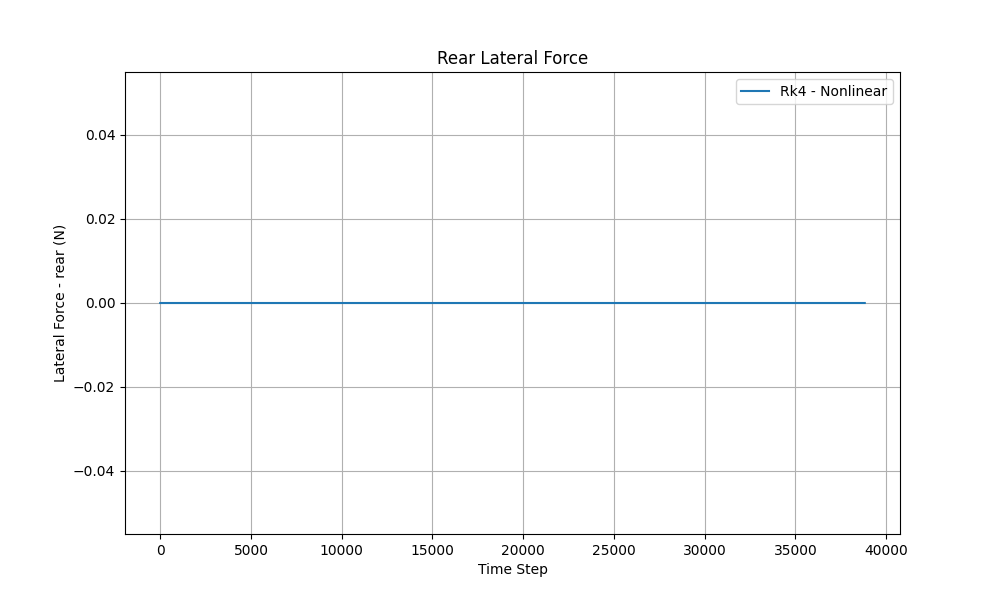 Rear Lateral Force
Rk4 - Nonlinear
Lateral Force - rear (N)
0.04
0.02
0.00
−0.02
−0.04
0 5000 10000 15000 20000 25000 30000 35000 40000
Time Step